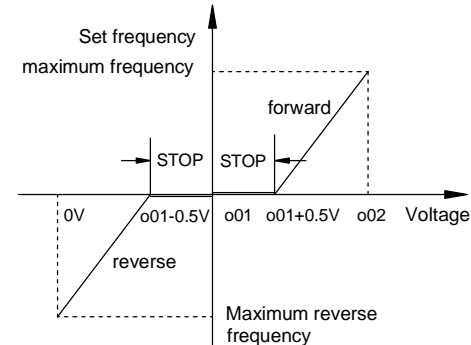 Set frequency
maximum frequency
forward
STOP STOP
0V o01-0.5V o01 o01+0.5V o02 Voltage
reverse
Maximum reverse
frequency